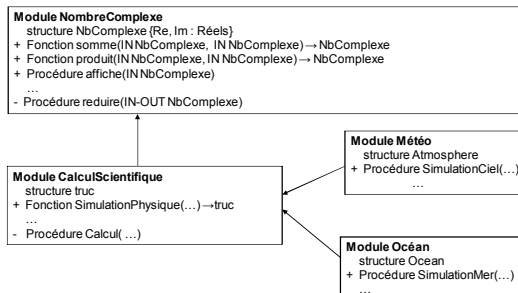 Module NombreComplexe
structure NbComplexe {Re, Im : Réels}
+ Fonction somme(IN NbComplexe, IN NbComplexe) → NbComplexe
+ Fonction produit(IN NbComplexe, IN NbComplexe) → NbComplexe
+ Procédure affiche(IN NbComplexe)
…
- Procédure reduire(IN-OUT NbComplexe)
Module CalculScientifique
structure truc
+ Fonction SimulationPhysique(…) → truc
…
- Procédure Calcul( …)
Module Météo
structure Atmosphere
+ Procédure SimulationCiel(…)
…
Module Océan
structure Ocean
+ Procédure SimulationMer(…)
…